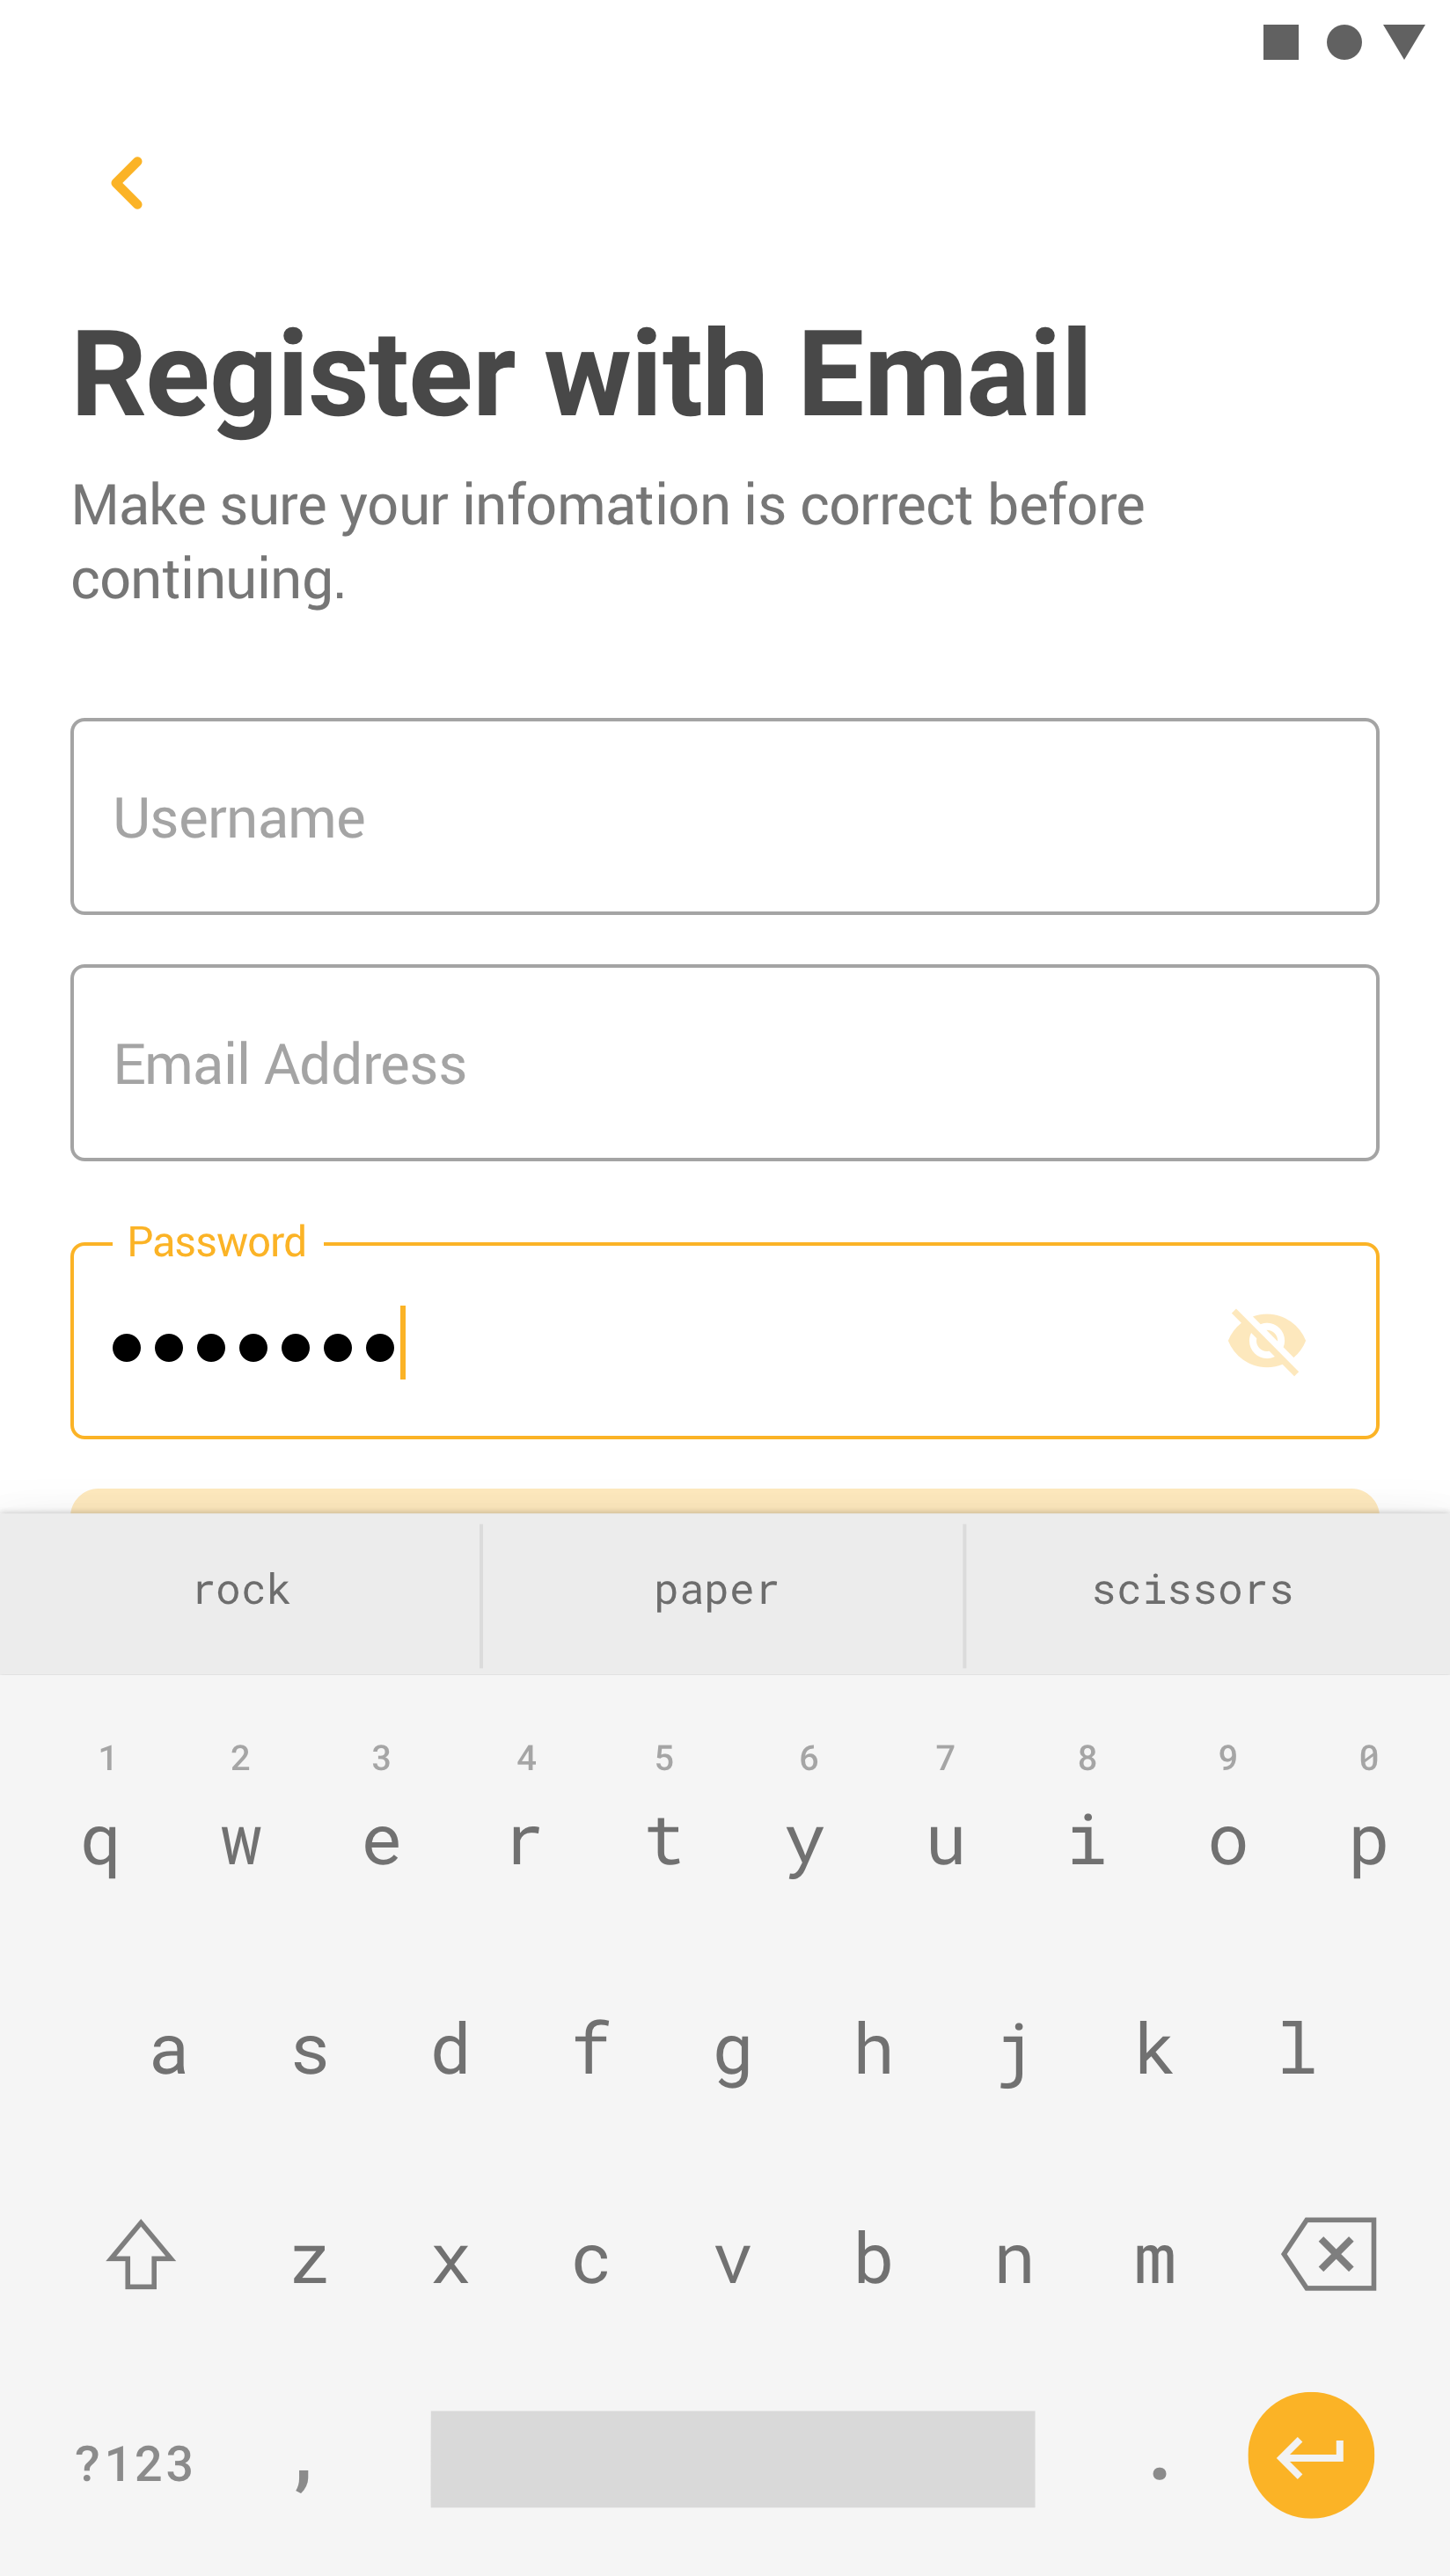 Register with Email
Make sure your infomation is correct before
continuing.
Username
Email Address
Password
rock paper scissors
1 2 3 4 5 6 7 8 9 0
q w e r t y u i o p
a s d f g h j k l
z x c v b n m
?123 , .